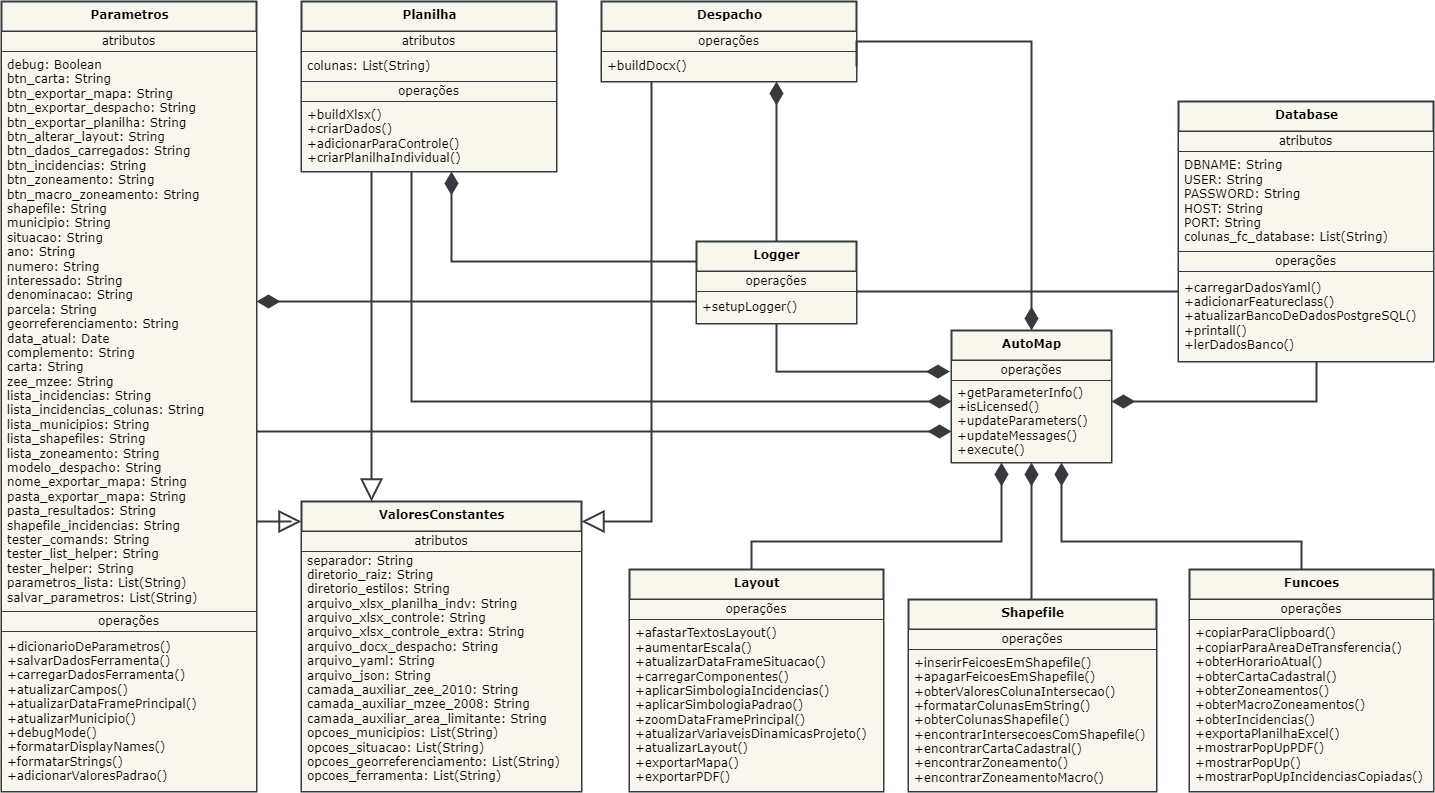 Parametros
atributos
debug: Boolean
btn_carta: String
btn_exportar_mapa: String
btn_exportar_despacho: String
btn_exportar_planilha: String
btn_alterar_layout: String
btn_dados_carregados: String
btn_incidencias: String
btn_zoneamento: String
btn_macro_zoneamento: String
shapefile: String
municipio: String
situacao: String
ano: String
numero: String
interessado: String
denominacao: String
parcela: String
georreferenciamento: String
data_atual: Date
complemento: String
carta: String
zee_mzee: String
lista_incidencias: String
lista_incidencias_colunas: String
lista_municipios: String
lista_shapefiles: String
lista_zoneamento: String
modelo_despacho: String
nome_exportar_mapa: String
pasta_exportar_mapa: String
pasta_resultados: String
shapefile_incidencias: String
tester_comands: String
tester_list_helper: String
tester_helper: String
parametros_lista: List(String)
salvar_parametros: List(String)
operações
+dicionarioDeParametros()
+salvarDadosFerramenta()
+carregarDadosFerramenta()
+atualizarCampos()
+atualizarDataFramePrincipal()
+atualizarMunicipio()
+debugMode()
+formatarDisplayNames()
+formatarStrings()
+adicionarValoresPadrao()
Planilha
atributos
colunas: List(String)
operações
+buildXlsx()
+criarDados()
+adicionarParaControle()
+criarPlanilhaIndividual()
Despacho
operações
+buildDocx()
Logger
operações
+setupLogger()
Database
atributos
DBNAME: String
USER: String
PASSWORD: String
HOST: String
PORT: String
colunas_fc_database: List(String)
operações
+carregarDadosYaml()
+adicionarFeatureclass()
+atualizarBancoDeDadosPostgreSQL()
+printall()
+lerDadosBanco()
AutoMap
operações
+getParameterInfo()
+isLicensed()
+updateParameters()
+updateMessages()
+execute()
ValoresConstantes
atributos
separador: String
diretorio_raiz: String
diretorio_estilos: String
arquivo_xlsx_planilha_indv: String
arquivo_xlsx_controle: String
arquivo_xlsx_controle_extra: String
arquivo_docx_despacho: String
arquivo_yaml: String
arquivo_json: String
camada_auxiliar_zee_2010: String
camada_auxiliar_mzee_2008: String
camada_auxiliar_area_limitante: String
opcoes_municipios: List(String)
opcoes_situacao: List(String)
opcoes_georreferenciamento: List(String)
opcoes_ferramenta: List(String)
Layout
operações
+afastarTextosLayout()
+aumentarEscala()
+atualizarDataFrameSituacao()
+carregarComponentes()
+aplicarSimbologiaIncidencias()
+aplicarSimbologiaPadrao()
+zoomDataFramePrincipal()
+atualizarVariaveisDinamicasProjeto()
+atualizarLayout()
+exportarMapa()
+exportarPDF()
Shapefile
operações
+inserirFeicoesEmShapefile()
+apagarFeicoesEmShapefile()
+obterValoresColunaIntersecao()
+formatarColunasEmString()
+obterColunasShapefile()
+encontrarIntersecoesComShapefile()
+encontrarCartaCadastral()
+encontrarZoneamento()
+encontrarZoneamentoMacro()
Funcoes
operações
+copiarParaClipboard()
+copiarParaAreaDeTransferencia()
+obterHorarioAtual()
+obterCartaCadastral()
+obterZoneamentos()
+obterMacroZoneamentos()
+obterIncidencias()
+exportaPlanilhaExcel()
+mostrarPopUpPDF()
+mostrarPopUp()
+mostrarPopUpIncidenciasCopiadas()